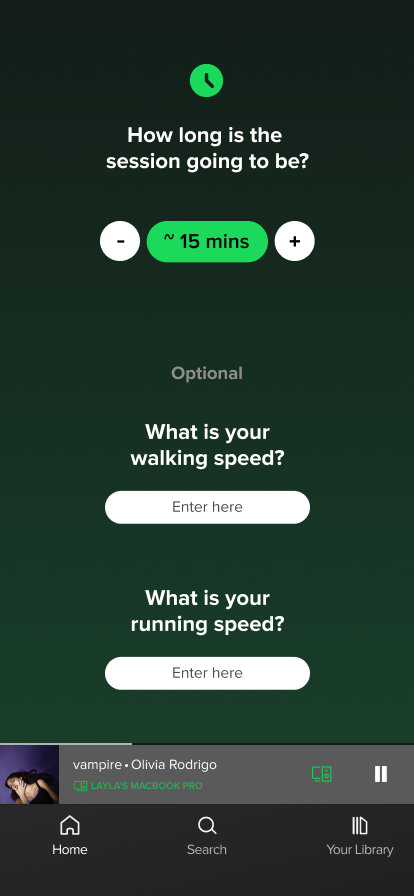 How long is the
session going to be?
-
~ 15 mins
+
Optional
What is your
walking speed?
Enter here
What is your
running speed?
Enter here
vampire • Olivia Rodrigo
LAYLA'S MACBOOK PRO
Home
Search
Your Library